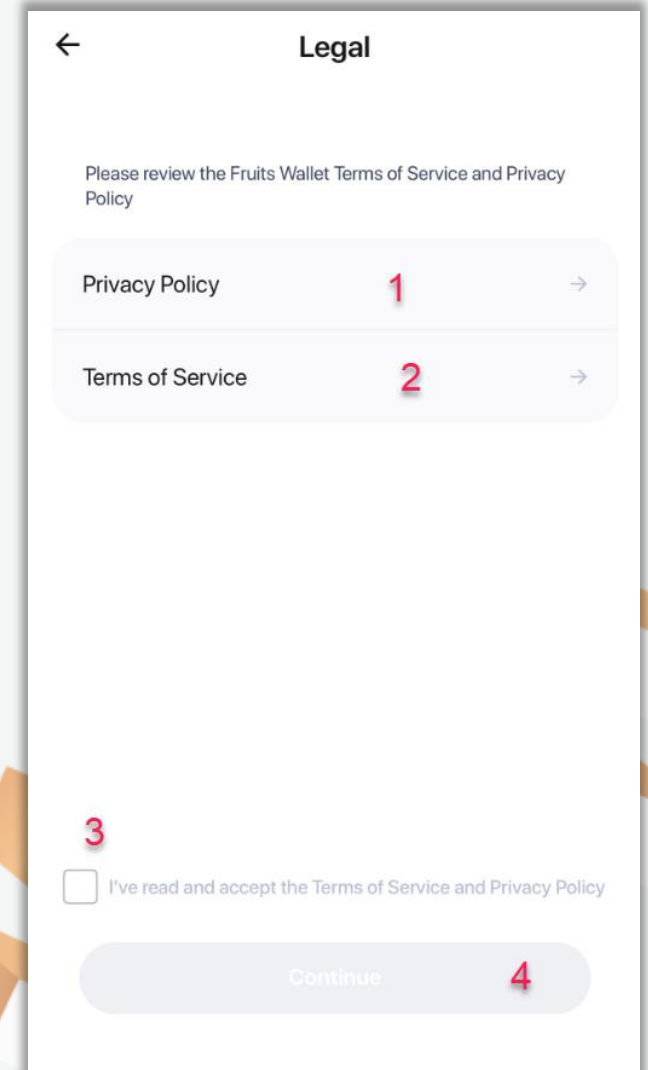 Legal
Please review the Fruits Wallet Terms of Service and Privacy
Policy
Privacy Policy 1
Terms of Service 2
3
I've read and accept the Terms of Service and Privacy Policy
Continue 4